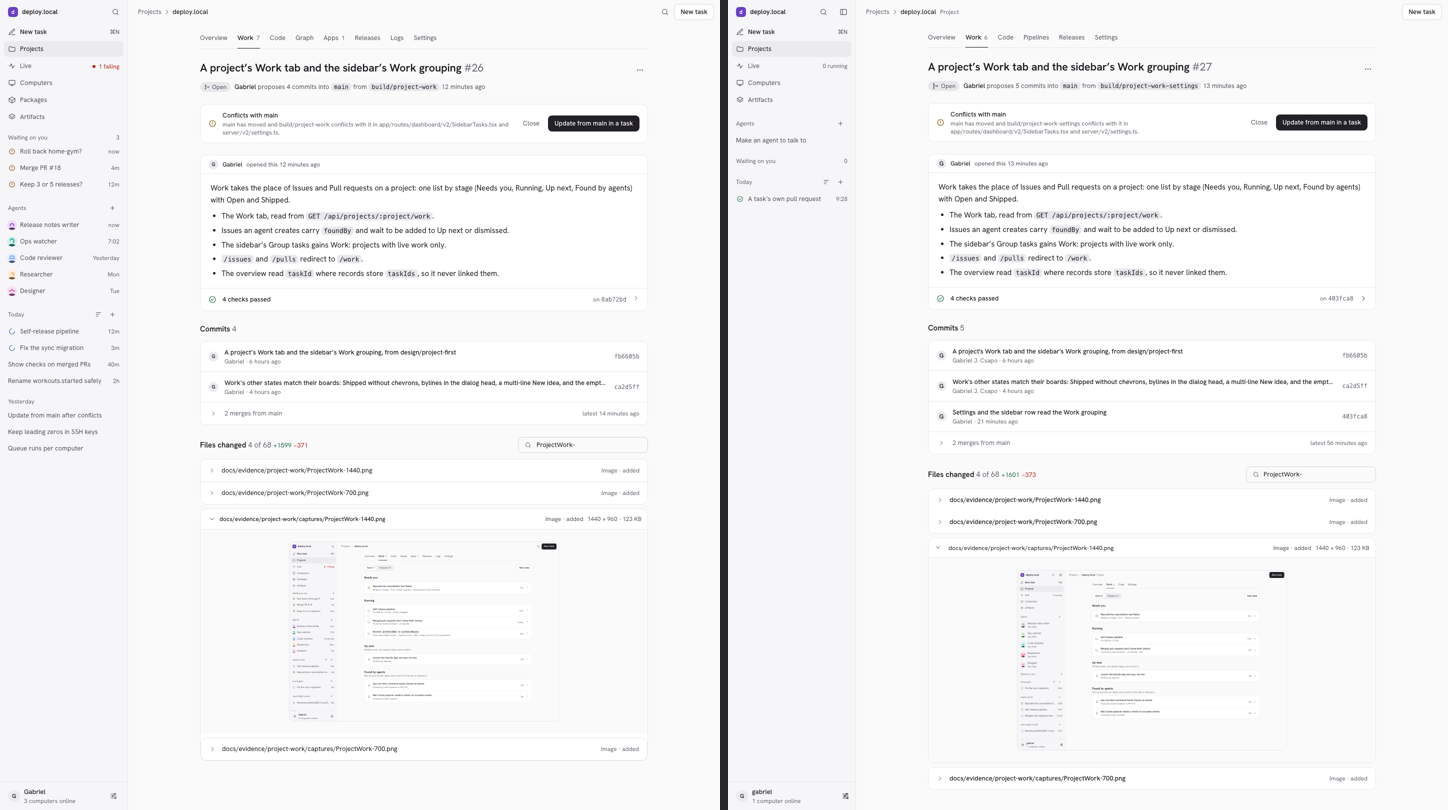 deploy.local
New task ⌘N
Projects
Live 1 failing
Computers
Packages
Artifacts
Waiting on you 3
Roll back home-gym? now
Merge PR #18 4m
Keep 3 or 5 releases? 12m
Agents
Release notes writer now
Ops watcher 7:02
Code reviewer Yesterday
Researcher Mon
Designer Tue
Today
Self-release pipeline 12m
Fix the sync migration 3m
Show checks on merged PRs 40m
Rename workouts.started safely 2h
Yesterday
Update from main after conflicts
Keep leading zeros in SSH keys
Queue runs per computer
G Gabriel
3 computers online
Projects > deploy.local
New task
Overview Work 7 Code Graph Apps 1 Releases Logs Settings
A project's Work tab and the sidebar's Work grouping #26
Open Gabriel proposes 4 commits into main from build/project-work 12 minutes ago
Conflicts with main
main has moved and build/project-work conflicts with it in app/routes/dashboard/v2/SidebarTasks.tsx and
server/v2/settings.ts.
Close
Update from main in a task
G Gabriel opened this 12 minutes ago
Work takes the place of Issues and Pull requests on a project: one list by stage (Needs you, Running, Up next, Found by agents)
with Open and Shipped.
• The Work tab, read from GET /api/projects/:project/work.
• Issues an agent creates carry foundBy and wait to be added to Up next or dismissed.
• The sidebar's Group tasks gains Work: projects with live work only.
• /issues and /pulls redirect to /work.
• The overview read taskId where records store taskIds, so it never linked them.
4 checks passed on 8ab72bd
Commits 4
G A project's Work tab and the sidebar's Work grouping, from design/project-first fb6605b
Gabriel · 6 hours ago
G Work's other states match their boards: Shipped without chevrons, bylines in the dialog head, a multi-line New idea, and the empt... ca2d5ff
Gabriel · 4 hours ago
2 merges from main latest 14 minutes ago
Files changed 4 of 68 +1599 −371
ProjectWork-
docs/evidence/project-work/ProjectWork-1440.png Image · added
docs/evidence/project-work/ProjectWork-700.png Image · added
docs/evidence/project-work/captures/ProjectWork-1440.png Image · added 1440 × 960 · 123 KB
docs/evidence/project-work/captures/ProjectWork-700.png Image · added
deploy.local
New task ⌘N
Projects
Live 0 running
Computers
Artifacts
Agents
Make an agent to talk to
Waiting on you 0
Today
A task's own pull request 9:28
G gabriel
1 computer online
Projects > deploy.local Project
New task
Overview Work 6 Code Pipelines Releases Settings
A project's Work tab and the sidebar's Work grouping #27
Open Gabriel proposes 5 commits into main from build/project-work-settings 13 minutes ago
Conflicts with main
main has moved and build/project-work-settings conflicts with it in
app/routes/dashboard/v2/SidebarTasks.tsx and server/v2/settings.ts.
Close
Update from main in a task
G Gabriel opened this 13 minutes ago
Work takes the place of Issues and Pull requests on a project: one list by stage (Needs you, Running, Up next, Found by agents)
with Open and Shipped.
• The Work tab, read from GET /api/projects/:project/work.
• Issues an agent creates carry foundBy and wait to be added to Up next or dismissed.
• The sidebar's Group tasks gains Work: projects with live work only.
• /issues and /pulls redirect to /work.
• The overview read taskId where records store taskIds, so it never linked them.
4 checks passed on 403fca8
Commits 5
G A project's Work tab and the sidebar's Work grouping, from design/project-first fb6605b
Gabriel J. Csapo · 6 hours ago
G Work's other states match their boards: Shipped without chevrons, bylines in the dialog head, a multi-line New idea, and the empt... ca2d5ff
Gabriel J. Csapo · 4 hours ago
G Settings and the sidebar row read the Work grouping 403fca8
Gabriel · 21 minutes ago
2 merges from main latest 56 minutes ago
Files changed 4 of 68 +1601 −373
ProjectWork-
docs/evidence/project-work/ProjectWork-1440.png Image · added
docs/evidence/project-work/ProjectWork-700.png Image · added
docs/evidence/project-work/captures/ProjectWork-1440.png Image · added 1440 × 960 · 123 KB
docs/evidence/project-work/captures/ProjectWork-700.png Image · added